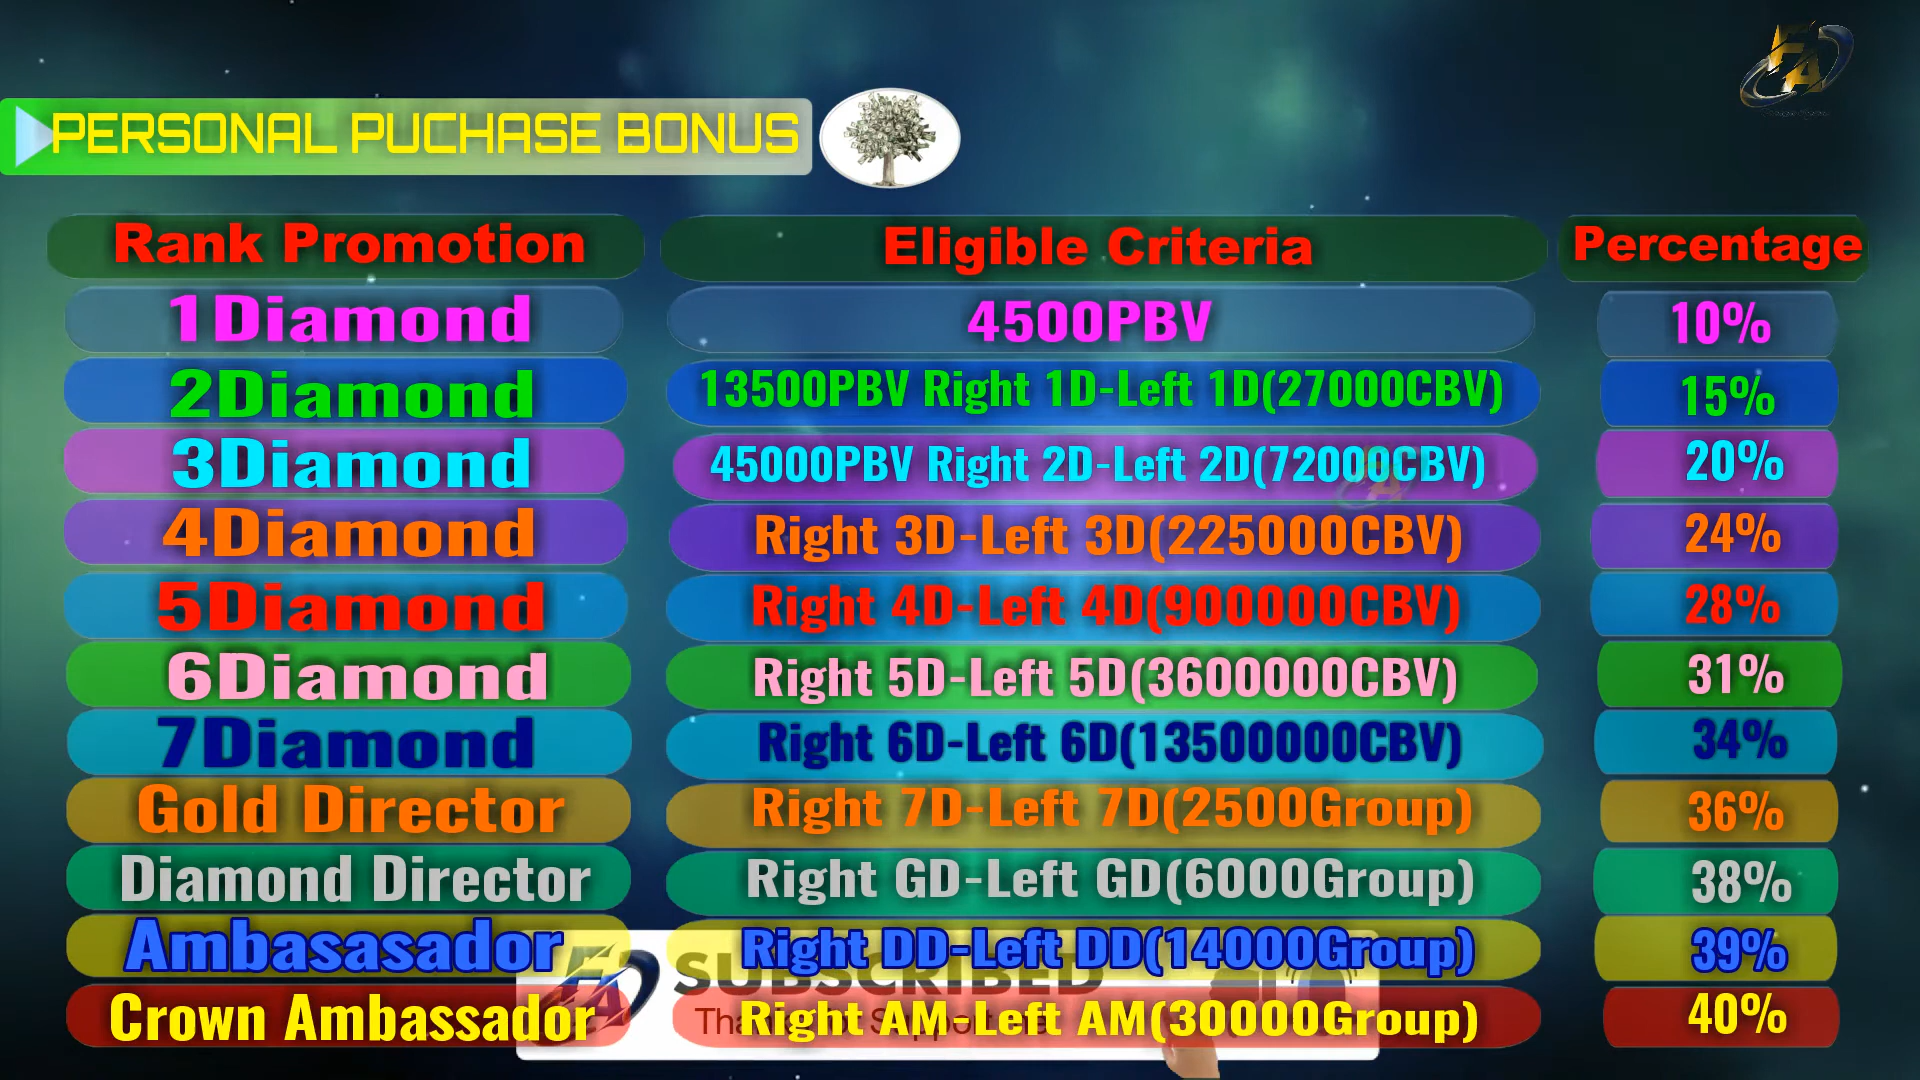 PERSONAL PUCHASE BONUS
Rank Promotion Eligible Criteria Percentage
1Diamond 4500PBV 10%
2Diamond 13500PBV Right 1D-Left 1D(27000CBV) 15%
3Diamond 45000PBV Right 2D-Left 2D(72000CBV) 20%
4Diamond Right 3D-Left 3D(225000CBV) 24%
5Diamond Right 4D-Left 4D(900000CBV) 28%
6Diamond Right 5D-Left 5D(3600000CBV) 31%
7Diamond Right 6D-Left 6D(13500000CBV) 34%
Gold Director Right 7D-Left 7D(2500Group) 36%
Diamond Director Right GD-Left GD(6000Group) 38%
Ambasasador Right DD-Left DD(14000Group) 39%
SUBSCRIBED
Crown Ambassador Right AM-Left AM(30000Group) 40%